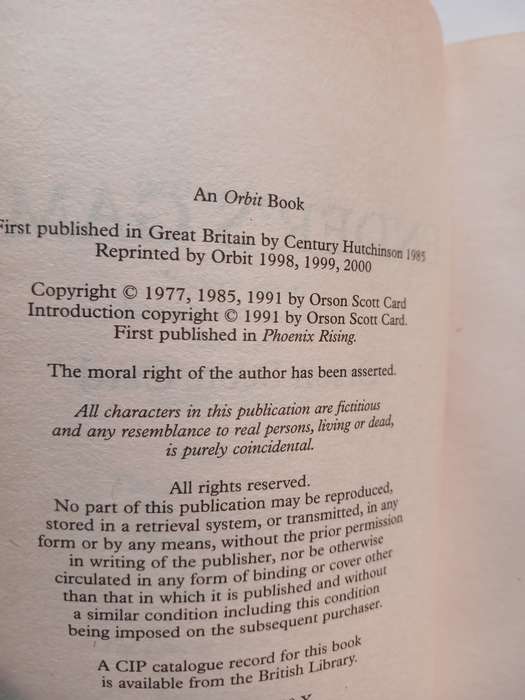 An Orbit Book
First published in Great Britain by Century Hutchinson 1985
Reprinted by Orbit 1998, 1999, 2000
Copyright © 1977, 1985, 1991 by Orson Scott Card
Introduction copyright © 1991 by Orson Scott Card.
First published in Phoenix Rising.
The moral right of the author has been asserted.
All characters in this publication are fictitious
and any resemblance to real persons, living or dead,
is purely coincidental.
All rights reserved.
No part of this publication may be reproduced,
stored in a retrieval system, or transmitted, in any
form or by any means, without the prior permission
in writing of the publisher, nor be otherwise
circulated in any form of binding or cover other
than that in which it is published and without
a similar condition including this condition
being imposed on the subsequent purchaser.
A CIP catalogue record for this book
is available from the British Library.